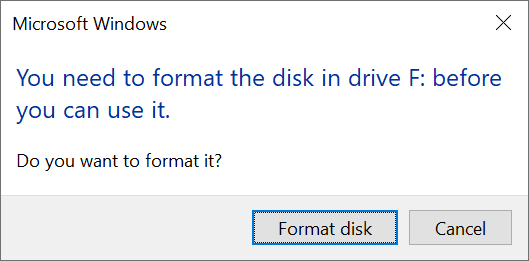 Microsoft Windows
You need to format the disk in drive F: before
you can use it.
Do you want to format it?
Format disk
Cancel